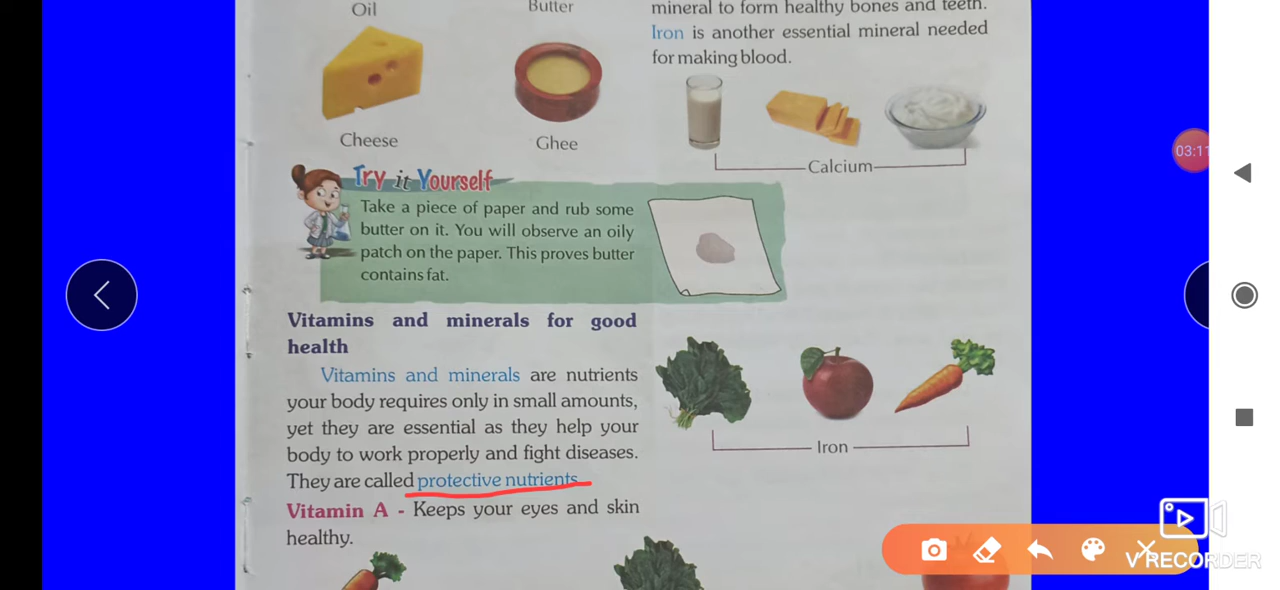 Oil
Butter
Cheese
Ghee
Try it Yourself
Take a piece of paper and rub some
butter on it. You will observe an oily
patch on the paper. This proves butter
contains fat.
Vitamins and minerals for good
health
Vitamins and minerals are nutrients
your body requires only in small amounts,
yet they are essential as they help your
body to work properly and fight diseases.
They are called protective nutrients.
Vitamin A - Keeps your eyes and skin
healthy.
mineral to form healthy bones and teeth.
Iron is another essential mineral needed
for making blood.
Calcium
Iron
03:11
V RECORDER